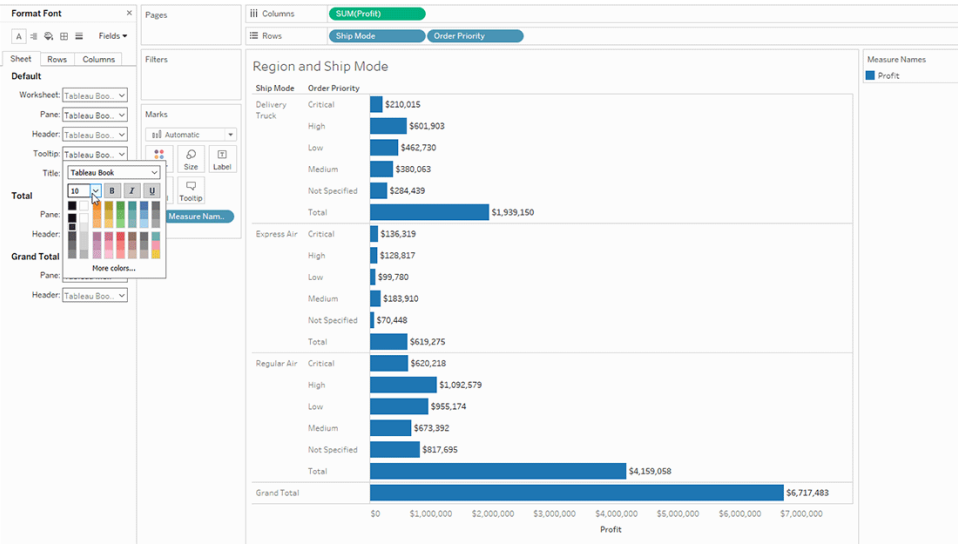 Format Font ×
A Fields
Sheet Rows Columns
Default
Worksheet: Tableau Boo..
Pane: Tableau Boo..
Header: Tableau Boo..
Tooltip: Tableau Boo..
Title:
Tableau Book
10 B I U
Total
Pane:
Header:
More colors...
Grand Total
Pane:
Header: Tableau Boo..
Pages
Filters
Marks
Automatic
Size Label
Tooltip
Measure Nam..
Columns SUM(Profit)
Rows Ship Mode Order Priority
Region and Ship Mode
Ship Mode Order Priority
Delivery Truck
Critical $210,015
High $601,903
Low $462,730
Medium $380,063
Not Specified $284,439
Total $1,939,150
Express Air Critical $136,319
High $128,817
Low $99,780
Medium $183,910
Not Specified $70,448
Total $619,275
Regular Air Critical $620,218
High $1,092,579
Low $955,174
Medium $673,392
Not Specified $817,695
Total $4,159,058
Grand Total $6,717,483
$0 $1,000,000 $2,000,000 $3,000,000 $4,000,000 $5,000,000 $6,000,000 $7,000,000
Profit
Measure Names
Profit